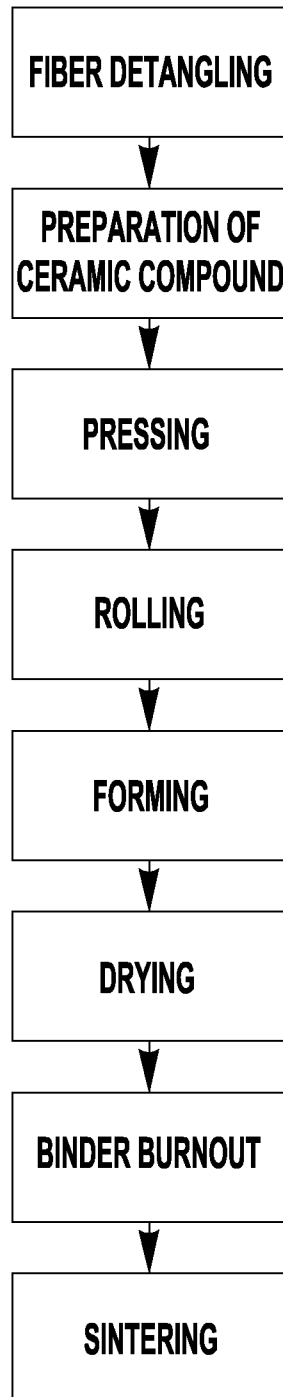 FIBER DETANGLING
PREPARATION OF
CERAMIC COMPOUND
PRESSING
ROLLING
FORMING
DRYING
BINDER BURNOUT
SINTERING